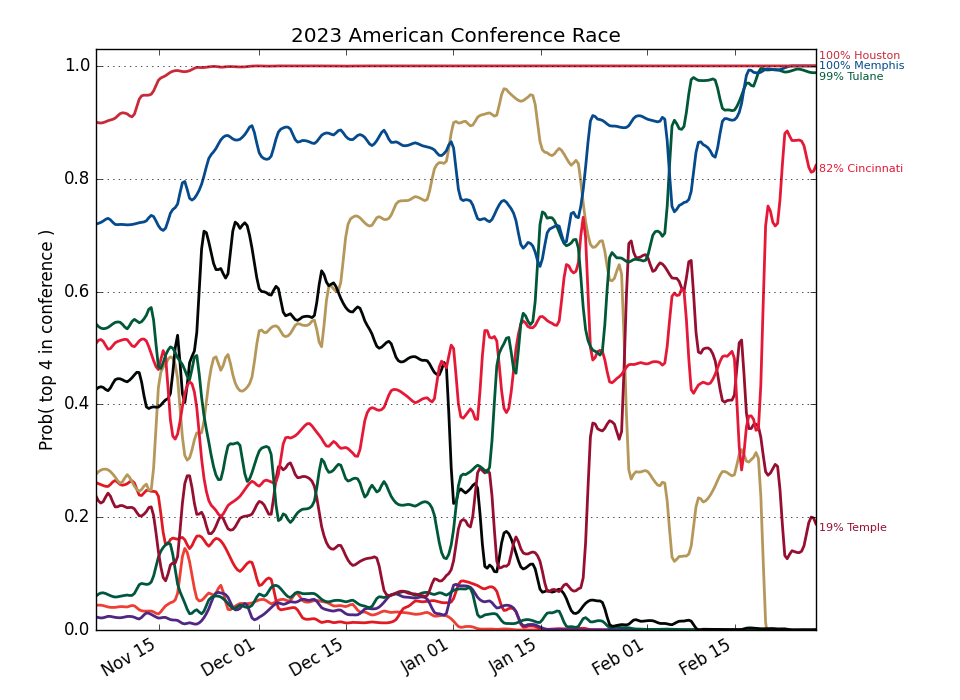 2023 American Conference Race
Prob( top 4 in conference )
1.0
0.8
0.6
0.4
0.2
0.0
Nov 15
Dec 01
Dec 15
Jan 01
Jan 15
Feb 01
Feb 15
100% Houston
100% Memphis
99% Tulane
82% Cincinnati
19% Temple